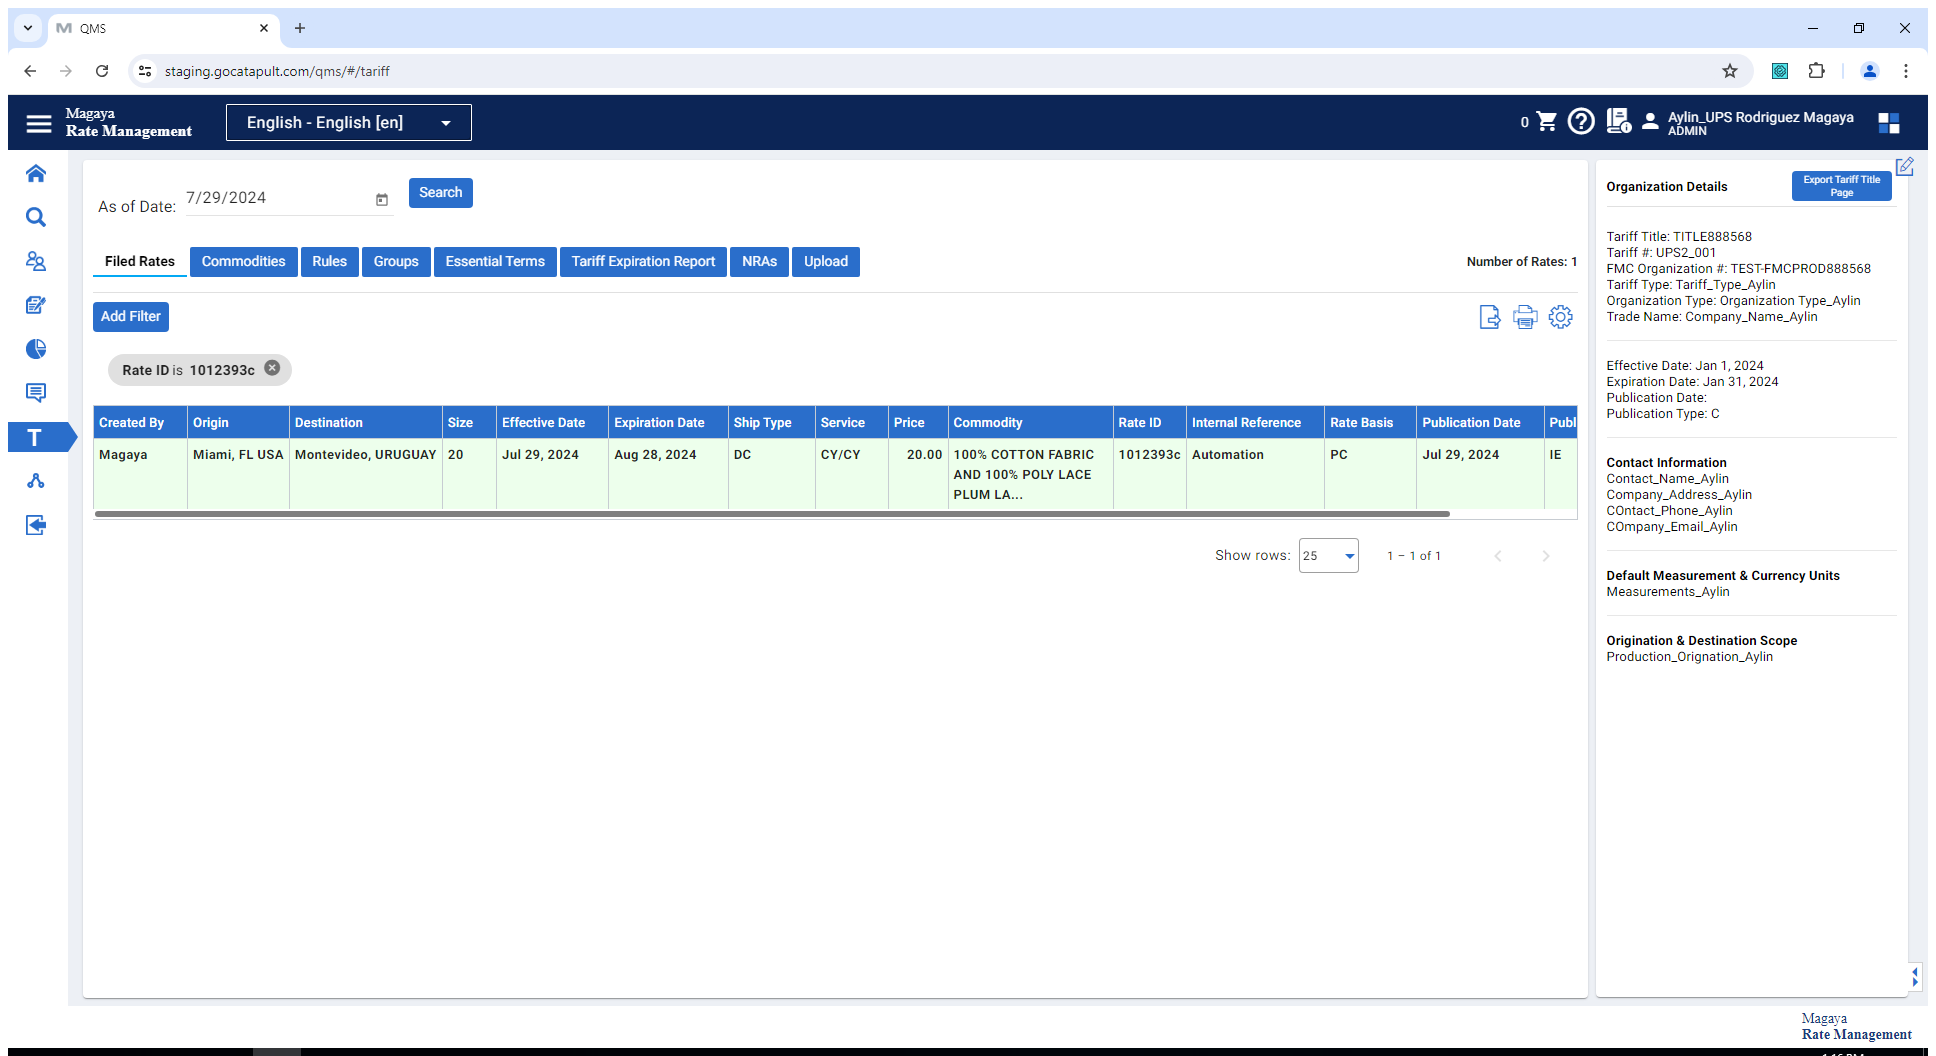 QMS
staging.gocatapult.com/qms/#/tariff
Magaya
Rate Management
English - English [en]
0
Aylin_UPS Rodriguez Magaya
ADMIN
T
As of Date: 7/29/2024
Search
Filed Rates Commodities Rules Groups Essential Terms Tariff Expiration Report NRAs Upload
Number of Rates: 1
Add Filter
Rate ID is 1012393c
Created By Origin Destination Size Effective Date Expiration Date Ship Type Service Price Commodity Rate ID Internal Reference Rate Basis Publication Date Publ
Magaya Miami, FL USA Montevideo, URUGUAY 20 Jul 29, 2024 Aug 28, 2024 DC CY/CY 20.00 100% COTTON FABRIC 1012393c Automation PC Jul 29, 2024 IE
AND 100% POLY LACE
PLUM LA...
Show rows: 25 1 – 1 of 1
Organization Details
Export Tariff Title
Page
Tariff Title: TITLE888568
Tariff #: UPS2_001
FMC Organization #: TEST-FMCPROD888568
Tariff Type: Tariff_Type_Aylin
Organization Type: Organization Type_Aylin
Trade Name: Company_Name_Aylin
Effective Date: Jan 1, 2024
Expiration Date: Jan 31, 2024
Publication Date:
Publication Type: C
Contact Information
Contact_Name_Aylin
Company_Address_Aylin
COntact_Phone_Aylin
COmpany_Email_Aylin
Default Measurement & Currency Units
Measurements_Aylin
Origination & Destination Scope
Production_Orignation_Aylin
Magaya
Rate Management